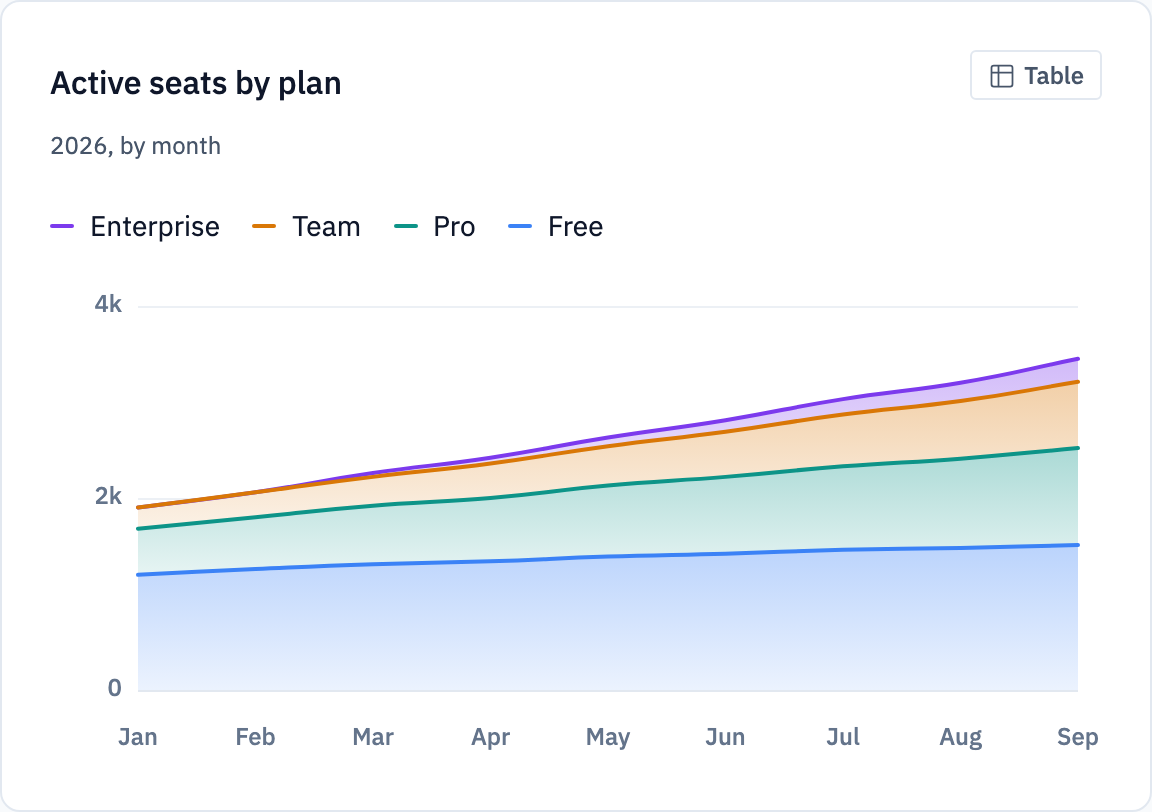 Active seats by plan
Table
2026, by month
Enterprise Team Pro Free
4k
2k
0
Jan Feb Mar Apr May Jun Jul Aug Sep